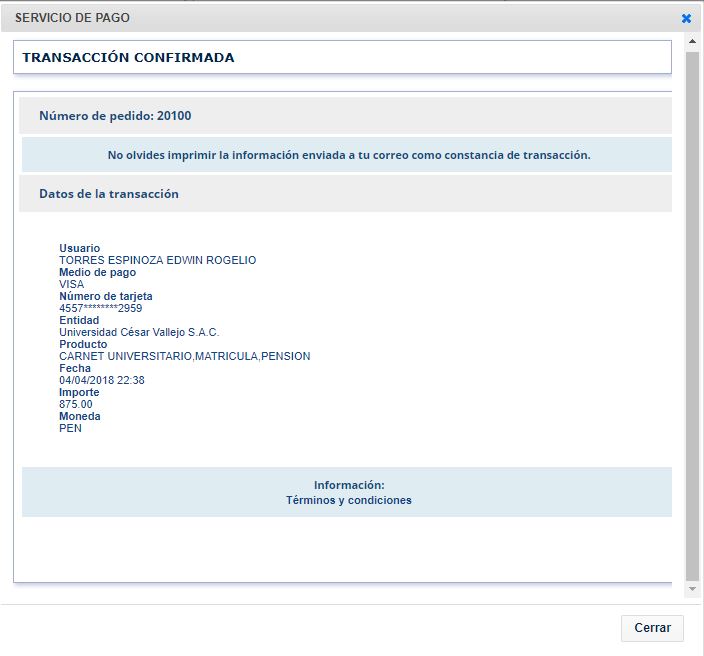 SERVICIO DE PAGO
TRANSACCIÓN CONFIRMADA
Número de pedido: 20100
No olvides imprimir la información enviada a tu correo como constancia de transacción.
Datos de la transacción
Usuario
TORRES ESPINOZA EDWIN ROGELIO
Medio de pago
VISA
Número de tarjeta
4557********2959
Entidad
Universidad César Vallejo S.A.C.
Producto
CARNET UNIVERSITARIO,MATRICULA,PENSION
Fecha
04/04/2018 22:38
Importe
875.00
Moneda
PEN
Información:
Términos y condiciones
Cerrar